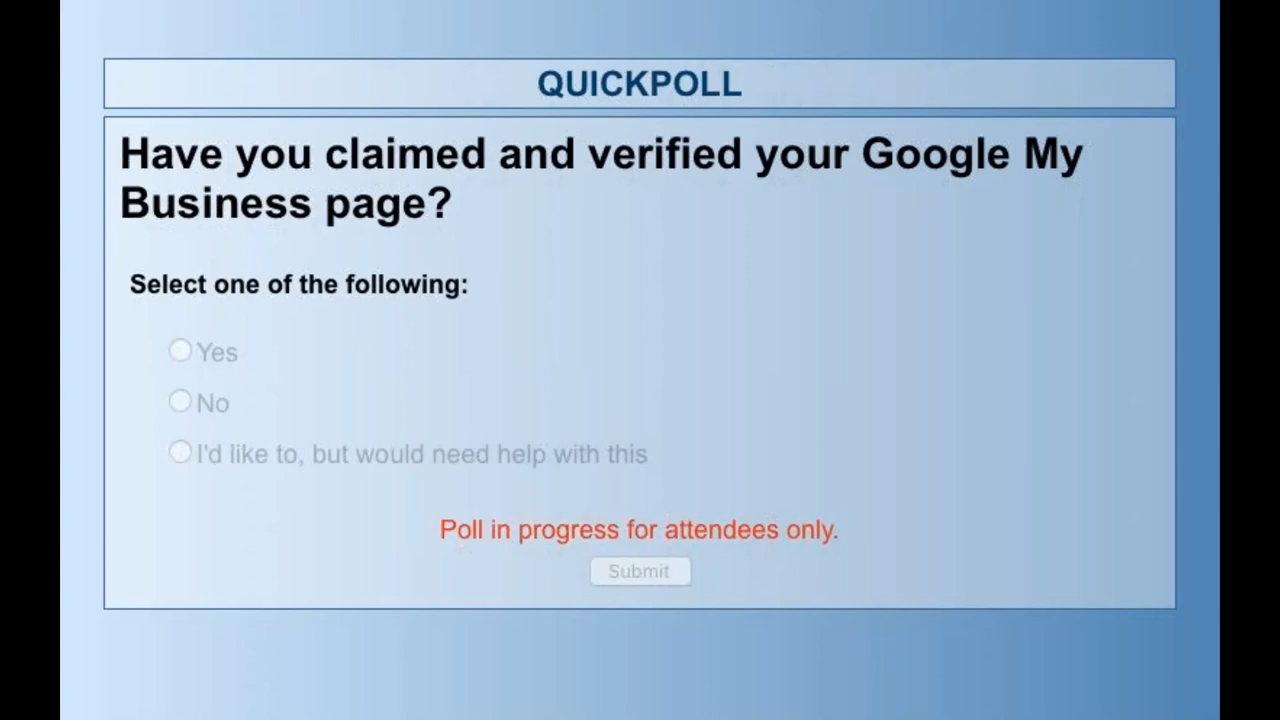 QUICKPOLL
Have you claimed and verified your Google My
Business page?
Select one of the following:
Yes
No
I'd like to, but would need help with this
Poll in progress for attendees only.
Submit